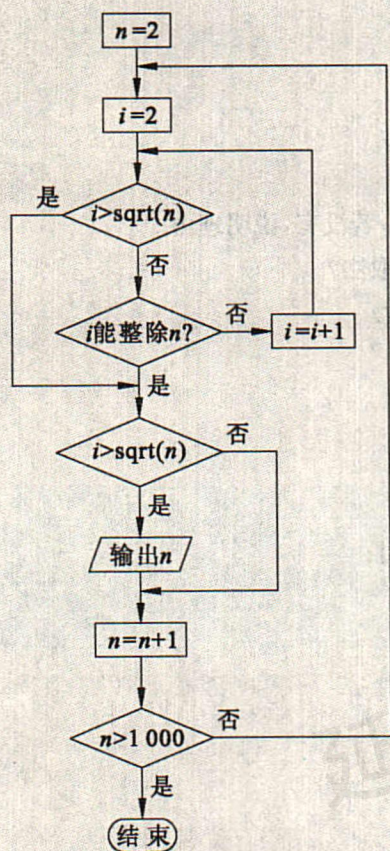 n=2
i=2
是
i>sqrt(n)
否
i能整除n?
否
i=i+1
是
i>sqrt(n)
否
是
输出n
n=n+1
n>1 000
否
是
结束